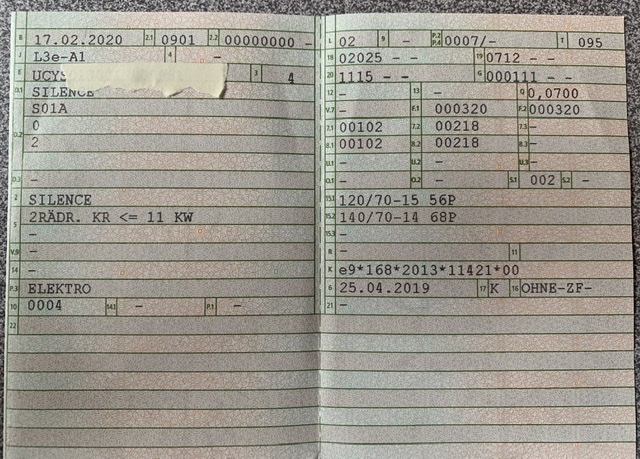 B 17.02.2020 2.1 0901 2.2 00000000 -
J L3e-A1 4 -
E UCYS 3 4
D.1 SILENCE
S01A
D.2 0
2
D.3 -
2 SILENCE
5 2RÄDR. KR <= 11 KW
-
V.9 -
14 -
P.3 ELEKTRO
10 0004 14.1 - P.1 -
22
L 02 9 - P.2 P.4 0007/- T 095
18 02025 - - 19 0712 - -
20 1115 - - G 000111 - -
12 - 13 - Q 0,0700
V.7 - F.1 000320 F.2 000320
7.1 00102 7.2 00218 7.3 -
8.1 00102 8.2 00218 8.3 -
U.1 - U.2 - U.3 -
O.1 - O.2 - S.1 002 S.2 -
15.1 120/70-15 56P
15.2 140/70-14 68P
15.3 -
R - 11
K e9*168*2013*11421*00
6 25.04.2019 17 K 16 OHNE-ZF-
21 -